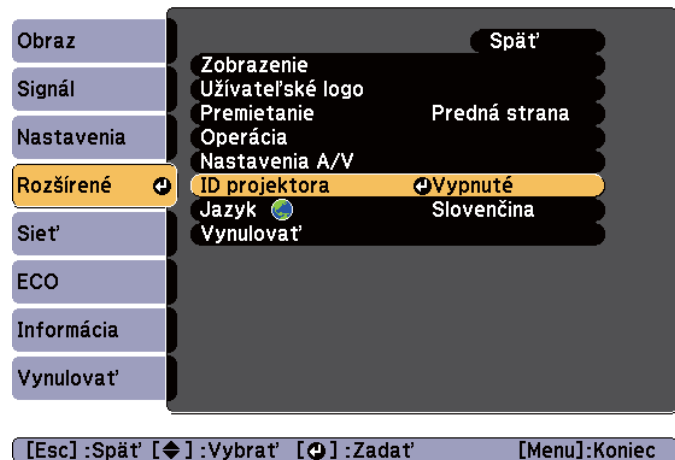 Obraz
Signál
Nastavenia
Rozšírené
Sieť
ECO
Informácia
Vynulovať
Späť
Zobrazenie
Užívateľské logo
Premietanie Predná strana
Operácia
Nastavenia A/V
ID projektora Vypnuté
Jazyk Slovenčina
Vynulovať
[Esc] :Späť [ ] :Vybrať [ ] :Zadať [Menu]:Koniec